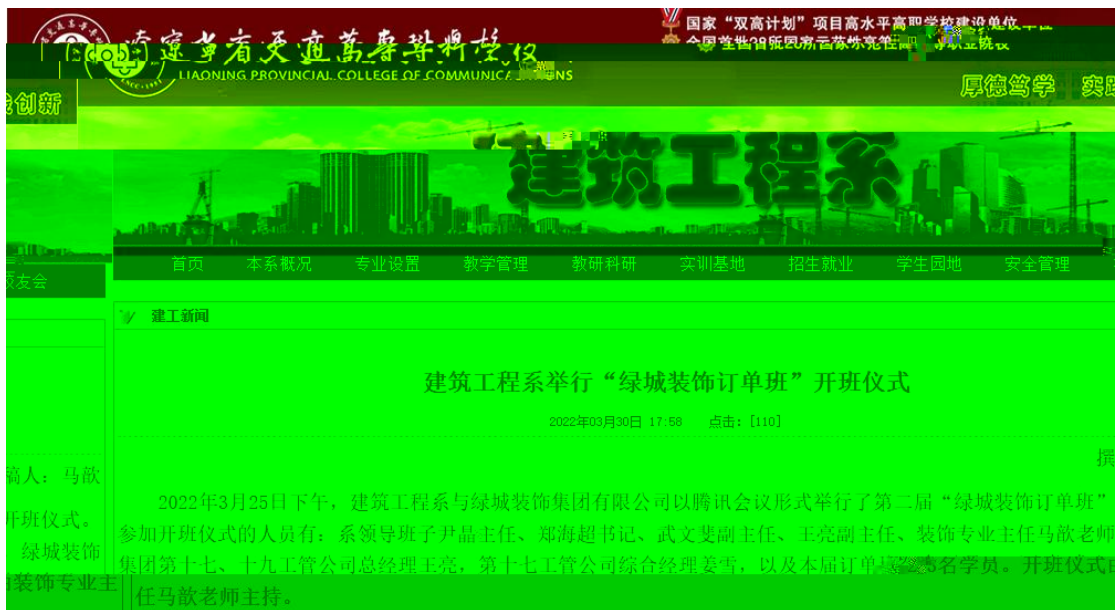 国家“双高计划”项目高水平高职学校建设单位
LIAONING PROVINCIAL COLLEGE OF COMMUNICA
厚德笃学 实践
创新
建筑工程系
首页 本系概况 专业设置 教学管理 教研科研 实训基地 招生就业 学生园地 安全管理
校友会
建工新闻
建筑工程系举行“绿城装饰订单班”开班仪式
2022年03月30日 17:58 点击：[110]
撰
稿人：马歆
2022年3月25日下午，建筑工程系与绿城装饰集团有限公司以腾讯会议形式举行了第二届“绿城装饰订单班”
开班仪式。
参加开班仪式的人员有：系领导班子尹晶主任、郑海超书记、武文斐副主任、王亮副主任、装饰专业主任马歆老师
绿城装饰
集团第十七、十九工管公司总经理王亮，第十七工管公司综合经理姜雪，以及本届订单 名学员。开班仪式由
装饰专业主
任马歆老师主持。